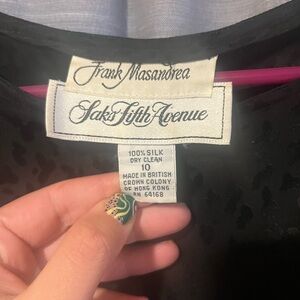 Frank Masandrea
Saks Fifth Avenue
100% SILK
DRY CLEAN
10
MADE IN BRITISH
CROWN COLONY
OF HONG KONG
RN 64168